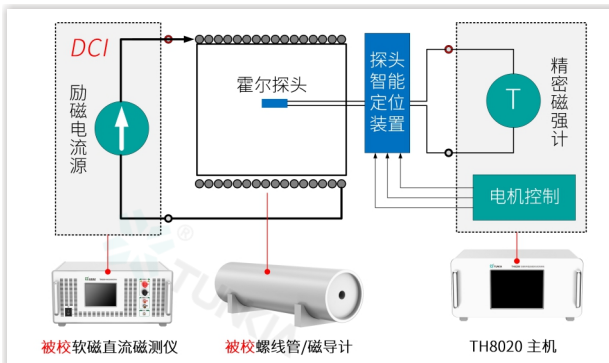 DCI
励磁电流源
霍尔探头
探头
智能
定位
装置
T
精密磁强计
电机控制
TUNKIA
®
被校软磁直流磁测仪
被校螺线管/磁导计
TH8020 主机